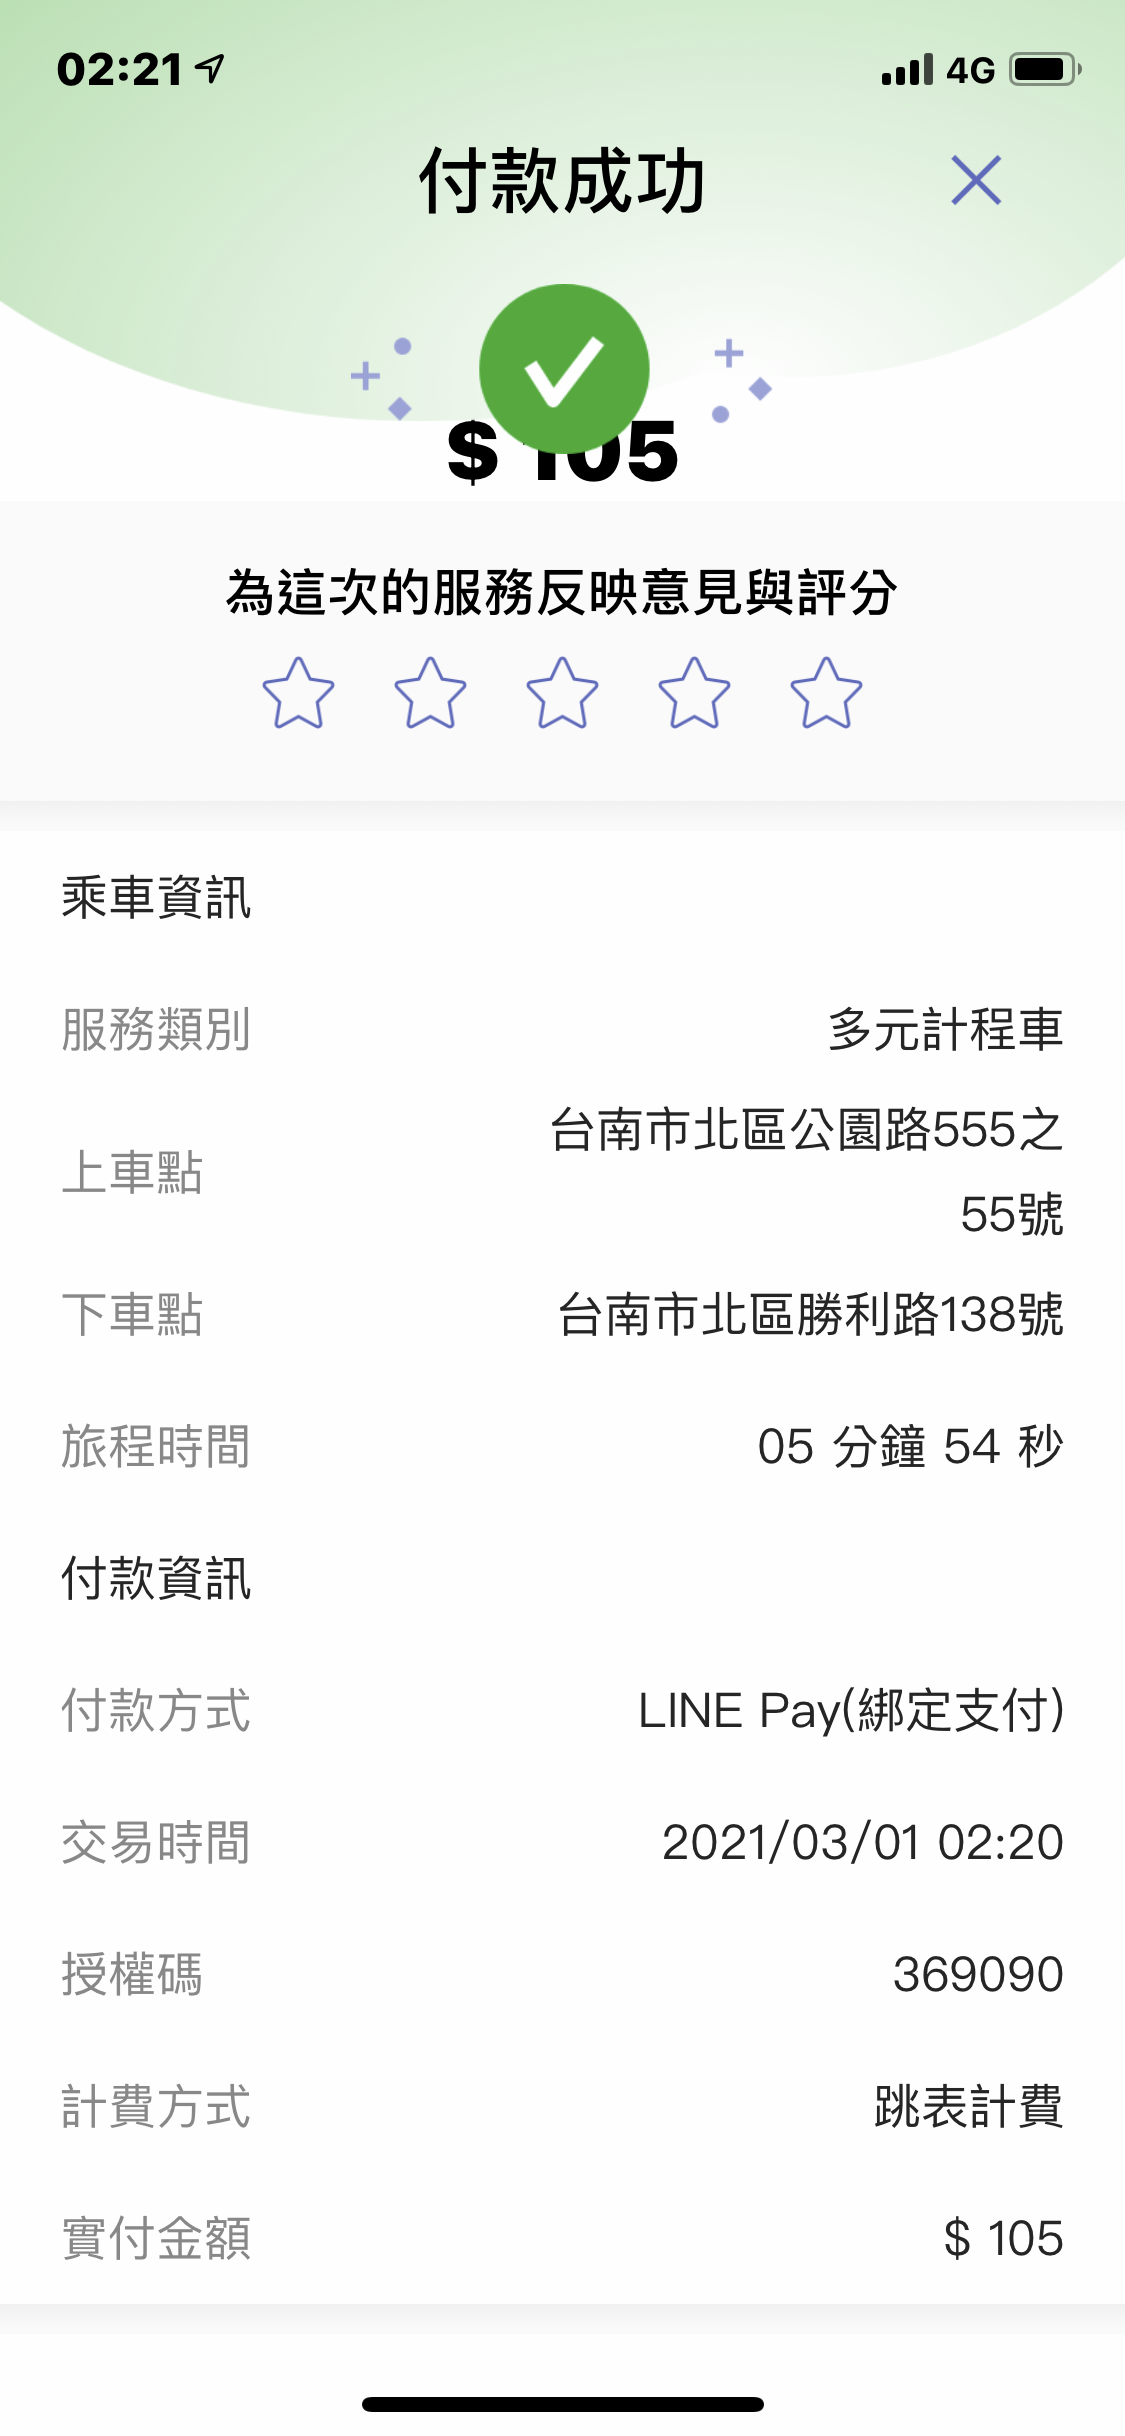 02:21
4G
付款成功
$ 105
為這次的服務反映意見與評分
乘車資訊
服務類別 多元計程車
上車點 台南市北區公園路555之
55號
下車點 台南市北區勝利路138號
旅程時間 05 分鐘 54 秒
付款資訊
付款方式 LINE Pay(綁定支付)
交易時間 2021/03/01 02:20
授權碼 369090
計費方式 跳表計費
實付金額 $ 105